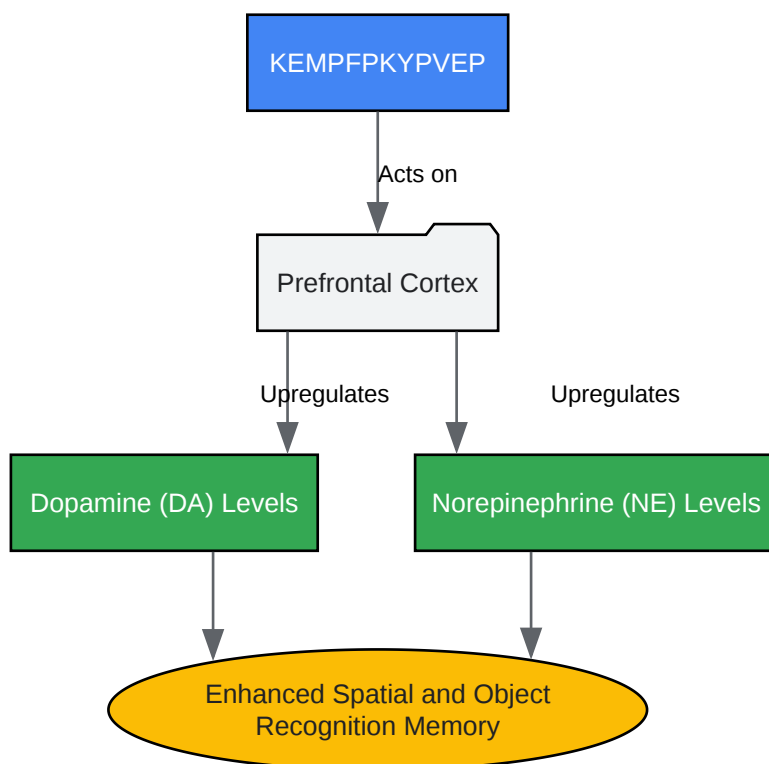 KEMPFPKYPVEP
Acts on
Prefrontal Cortex
Upregulates
Upregulates
Dopamine (DA) Levels
Norepinephrine (NE) Levels
Enhanced Spatial and Object
Recognition Memory